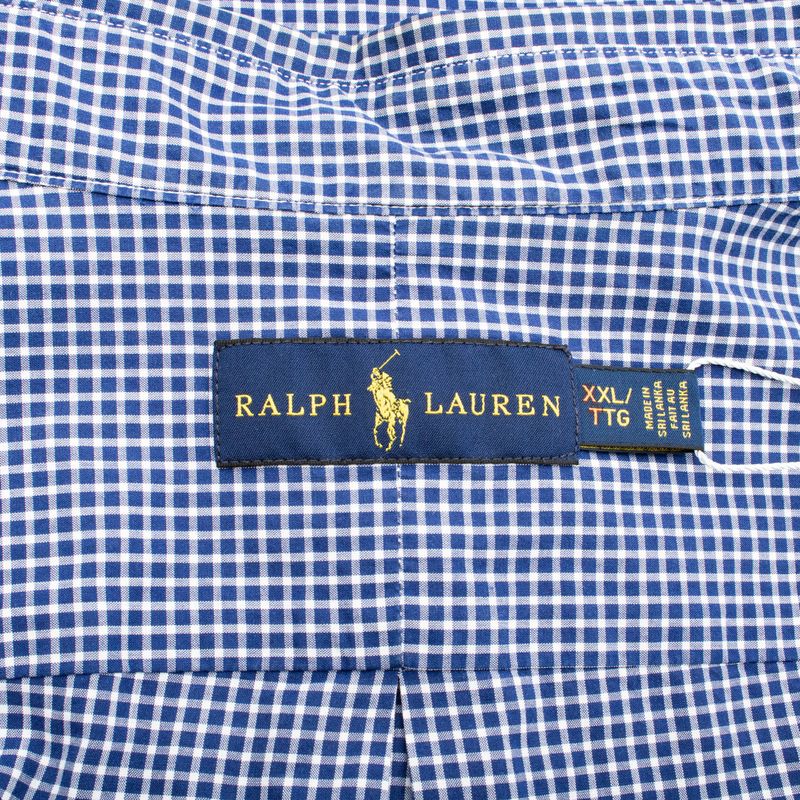 RALPH LAUREN
XXL/
TTG
MADE IN
SRI LANKA
FAIT AU
SRI LANKA